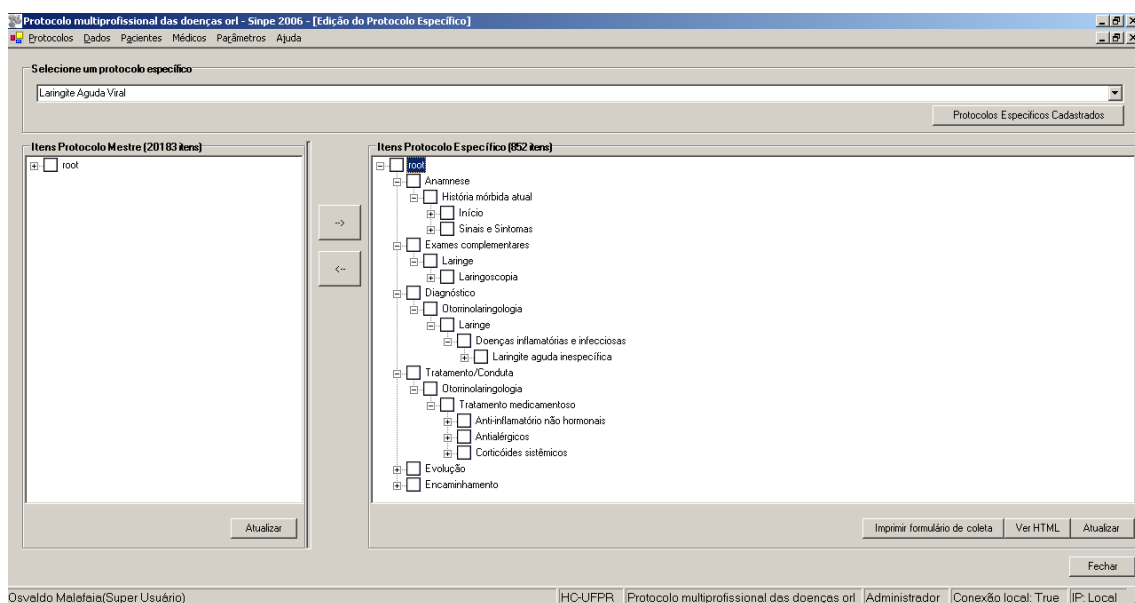 Protocolo multiprofissional das doenças orl - Sinpe 2006 - [Edição do Protocolo Específico]
Protocolos Dados Pacientes Médicos Parâmetros Ajuda
Selecione um protocolo específico
Laringite Aguda Viral
Protocolos Especificos Cadastrados
Itens Protocolo Mestre (20183 itens)
root
Atualizar
-->
<--
Itens Protocolo Específico (852 itens)
root
Anamnese
História mórbida atual
Início
Sinais e Sintomas
Exames complementares
Laringe
Laringoscopia
Diagnóstico
Otorrinolaringologia
Laringe
Doenças inflamatórias e infecciosas
Laringite aguda inespecífica
Tratamento/Conduta
Otorrinolaringologia
Tratamento medicamentoso
Anti-inflamatório não hormonais
Antialérgicos
Corticóides sistêmicos
Evolução
Encaminhamento
Imprimir formulário de coleta Ver HTML Atualizar
Fechar
Osvaldo Malafaia(Super Usuário) HC-UFPR Protocolo multiprofissional das doenças orl Administrador Conexão local: True IP: Local